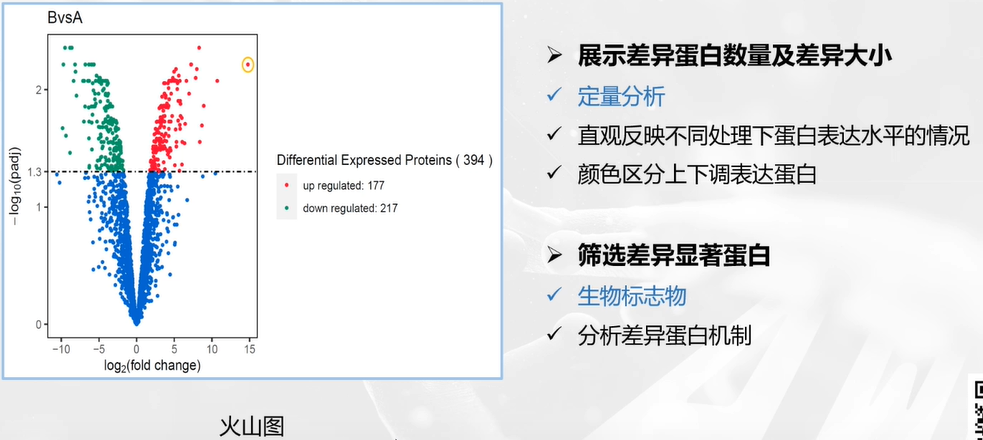 BvsA
展示差异蛋白数量及差异大小
定量分析
直观反映不同处理下蛋白表达水平的情况
颜色区分上下调表达蛋白
筛选差异显著蛋白
生物标志物
分析差异蛋白机制
−log10(padj)
2
1.3
1
0
−10 −5 0 5 10 15
log2(fold change)
Differential Expressed Proteins ( 394 )
up regulated: 177
down regulated: 217
火山图